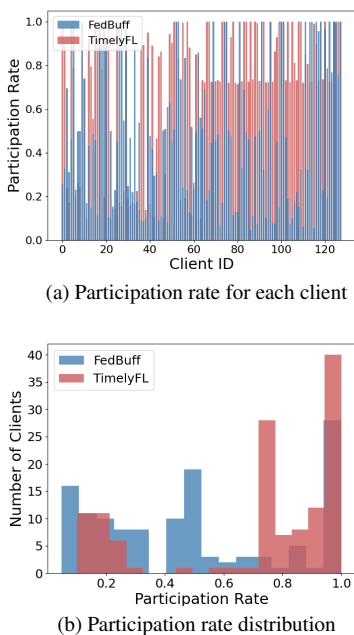 FedBuff
TimelyFL
1.0
0.8
0.6
0.4
0.2
0.0
Participation Rate
0 20 40 60 80 100 120
Client ID
(a) Participation rate for each client
FedBuff
TimelyFL
40
35
30
25
20
15
10
5
0
Number of Clients
0.2 0.4 0.6 0.8 1.0
Participation Rate
(b) Participation rate distribution